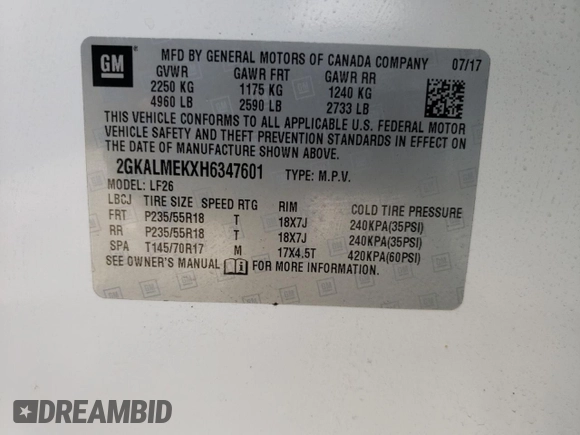 GM MFD BY GENERAL MOTORS OF CANADA COMPANY 07/17
GVWR GAWR FRT GAWR RR
2250 KG 1175 KG 1240 KG
4960 LB 2590 LB 2733 LB
THIS VEHICLE CONFORMS TO ALL APPLICABLE U.S. FEDERAL MOTOR
VEHICLE SAFETY AND THEFT PREVENTION STANDARDS IN EFFECT ON
THE DATE OF MANUFACTURE SHOWN ABOVE.
2GKALMEKXH6347601 TYPE: M.P.V.
MODEL: LF26
LBCJ TIRE SIZE SPEED RTG RIM COLD TIRE PRESSURE
FRT P235/55R18 T 18X7J 240KPA(35PSI)
RR P235/55R18 T 18X7J 240KPA(35PSI)
SPA T145/70R17 M 17X4.5T 420KPA(60PSI)
SEE OWNER'S MANUAL FOR MORE INFORMATION.
DREAMBID